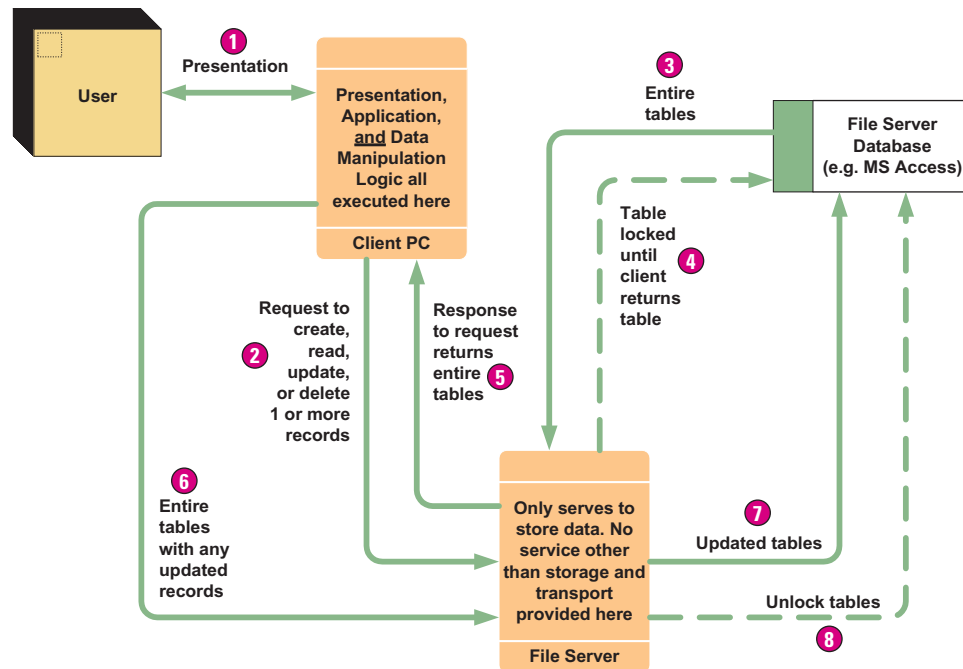 1
Presentation
User
Presentation,
Application,
and Data
Manipulation
Logic all
executed here
Client PC
3
Entire
tables
File Server
Database
(e.g. MS Access)
Table
locked
until
client
returns
table
4
2
Request to
create,
read,
update,
or delete
1 or more
records
Response
to request
returns
entire
tables
5
6
Entire
tables
with any
updated
records
Only serves to
store data. No
service other
than storage and
transport
provided here
File Server
7
Updated tables
Unlock tables
8